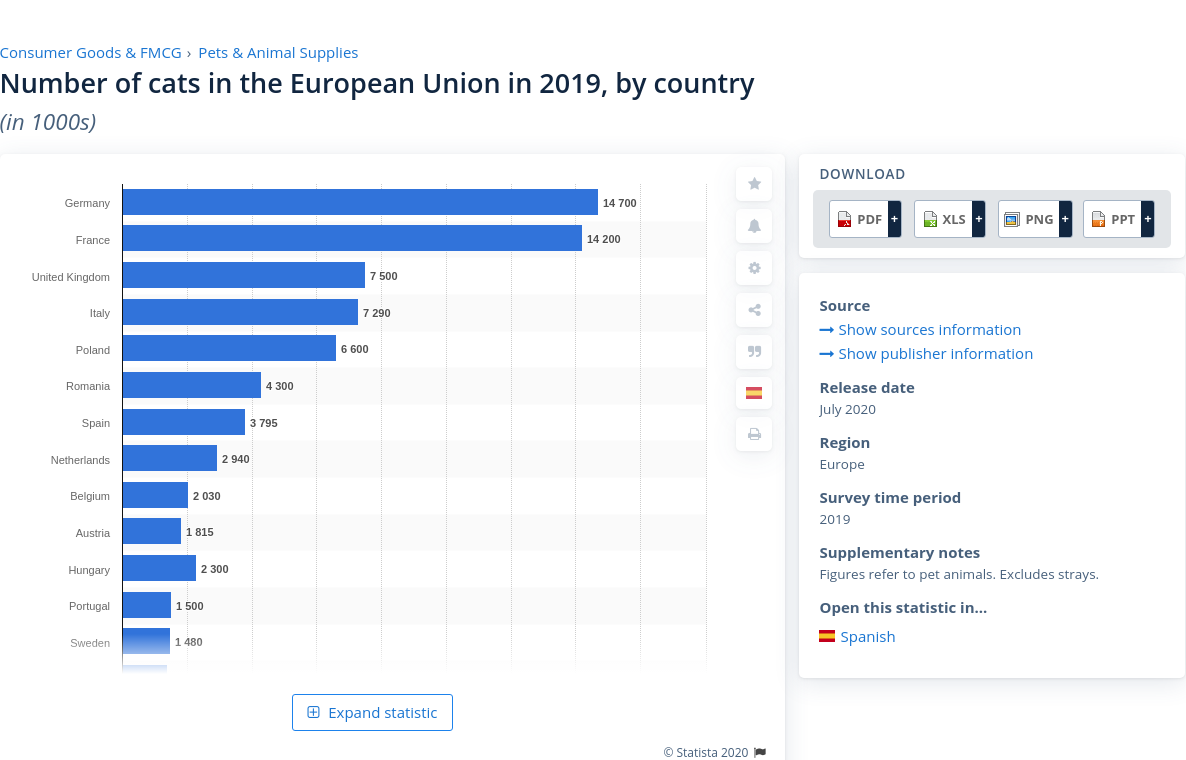 Consumer Goods & FMCG › Pets & Animal Supplies
Number of cats in the European Union in 2019, by country
(in 1000s)
Germany 14 700
France 14 200
United Kingdom 7 500
Italy 7 290
Poland 6 600
Romania 4 300
Spain 3 795
Netherlands 2 940
Belgium 2 030
Austria 1 815
Hungary 2 300
Portugal 1 500
Sweden 1 480
Expand statistic
© Statista 2020
DOWNLOAD
PDF + XLS + PNG + PPT +
Source
Show sources information
Show publisher information
Release date
July 2020
Region
Europe
Survey time period
2019
Supplementary notes
Figures refer to pet animals. Excludes strays.
Open this statistic in...
Spanish